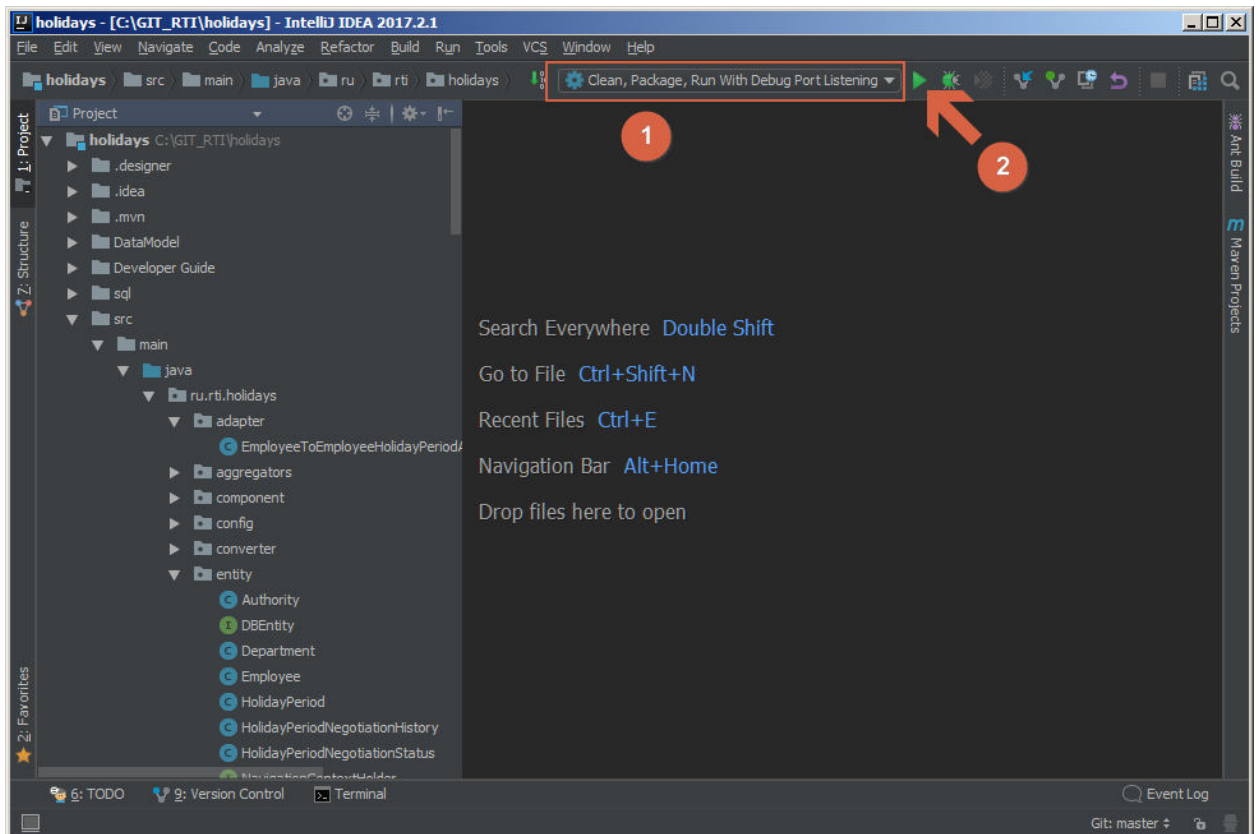 holidays - [C:\GIT_RTI\holidays] - IntelliJ IDEA 2017.2.1
File Edit View Navigate Code Analyze Refactor Build Run Tools VCS Window Help
holidays src main java ru rti holidays Clean, Package, Run With Debug Port Listening
1
2
Project
1: Project
Z: Structure
2: Favorites
holidays C:\GIT_RTI\holidays
.designer
.idea
.mvn
DataModel
Developer Guide
sql
src
main
java
ru.rti.holidays
adapter
EmployeeToEmployeeHolidayPeriodA
aggregators
component
config
converter
entity
Authority
DBEntity
Department
Employee
HolidayPeriod
HolidayPeriodNegotiationHistory
HolidayPeriodNegotiationStatus
NavigationContextHolder
Search Everywhere Double Shift
Go to File Ctrl+Shift+N
Recent Files Ctrl+E
Navigation Bar Alt+Home
Drop files here to open
Ant Build
Maven Projects
6: TODO 9: Version Control Terminal Event Log
Git: master